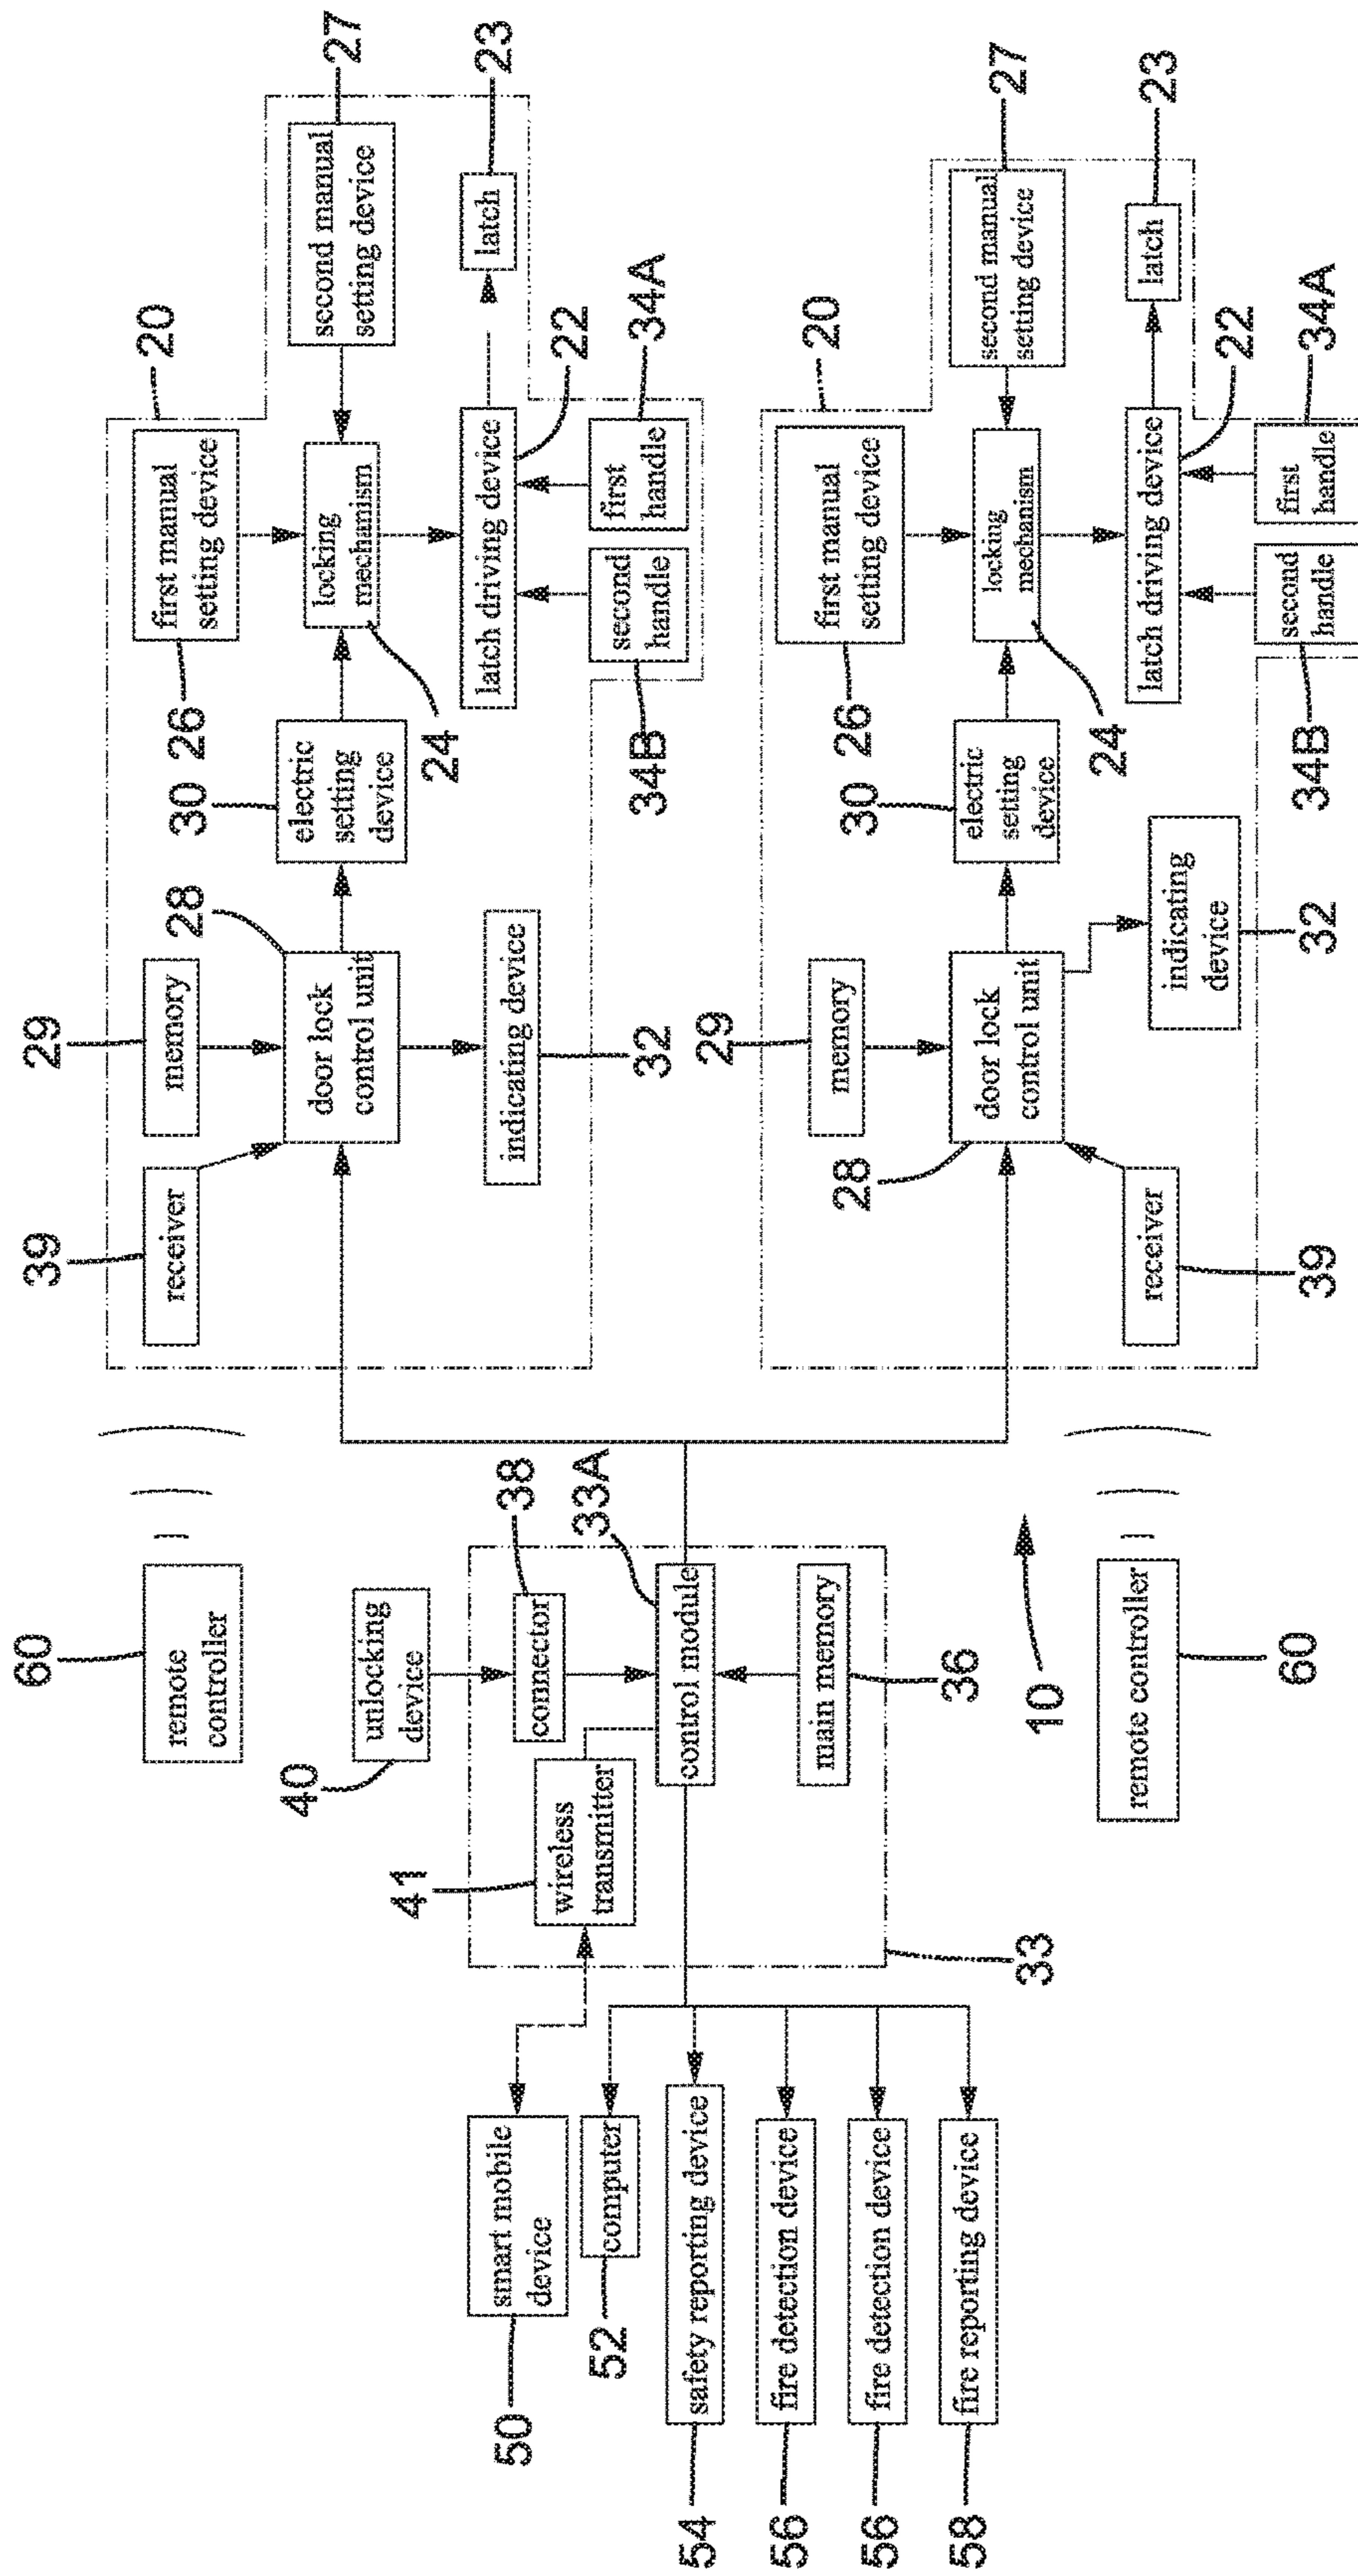 60
remote
controller
39
receiver
29
memory
28
door lock
control unit
indicating device
32
30
electric
setting
device
20
first manual
setting device
26
second manual
setting device
27
locking
mechanism
24
latch driving device
22
latch
23
second
handle
34B
first
handle
34A
40
unlocking
device
38
connector
41
wireless
transmitter
33A
control module
main memory
36
33
50
smart mobile
device
52
computer
54
safety reporting device
56
fire detection device
56
fire detection device
58
fire reporting device
10
remote controller
60
20
29
memory
28
door lock
control unit
receiver
39
indicating
device
32
30
electric
setting
device
first manual
setting device
26
second manual
setting device
27
locking
mechanism
24
latch driving device
22
latch
23
second
handle
34B
first
handle
34A